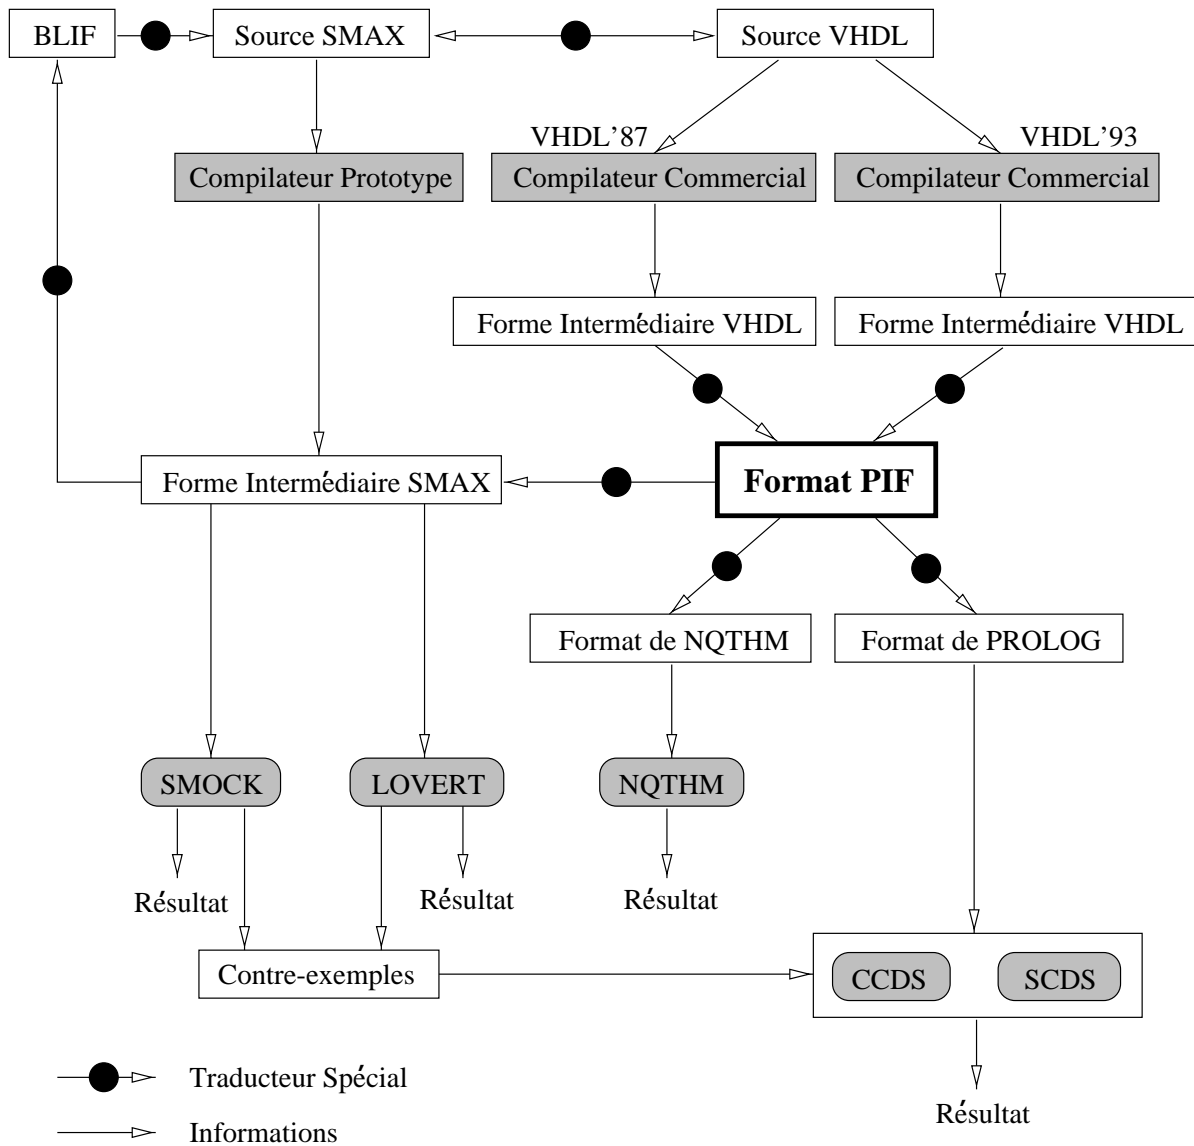 BLIF
Source SMAX
Source VHDL
VHDL'87
VHDL'93
Compilateur Prototype
Compilateur Commercial
Compilateur Commercial
Forme Intermédiaire VHDL
Forme Intermédiaire VHDL
Forme Intermédiaire SMAX
Format PIF
Format de NQTHM
Format de PROLOG
SMOCK
LOVERT
NQTHM
Résultat
Résultat
Résultat
Contre-exemples
CCDS
SCDS
Traducteur Spécial
Résultat
Informations